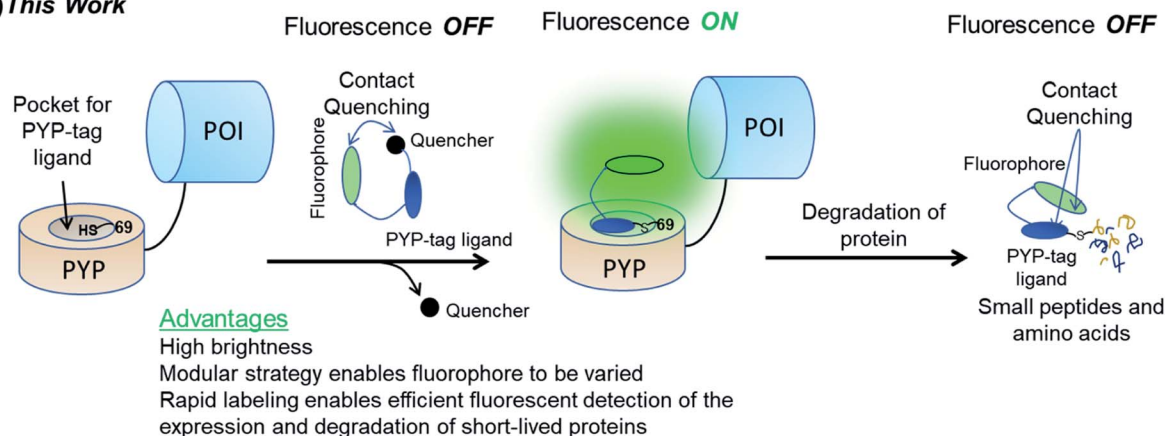 )This Work
Fluorescence OFF
Fluorescence ON
Fluorescence OFF
Pocket for
PYP-tag
ligand
POI
HS
69
PYP
Contact
Quenching
Quencher
Fluorophore
PYP-tag ligand
Quencher
POI
S
69
PYP
Degradation of
protein
Contact
Quenching
Fluorophore
S
PYP-tag
ligand
Small peptides and
amino acids
Advantages
High brightness
Modular strategy enables fluorophore to be varied
Rapid labeling enables efficient fluorescent detection of the
expression and degradation of short-lived proteins